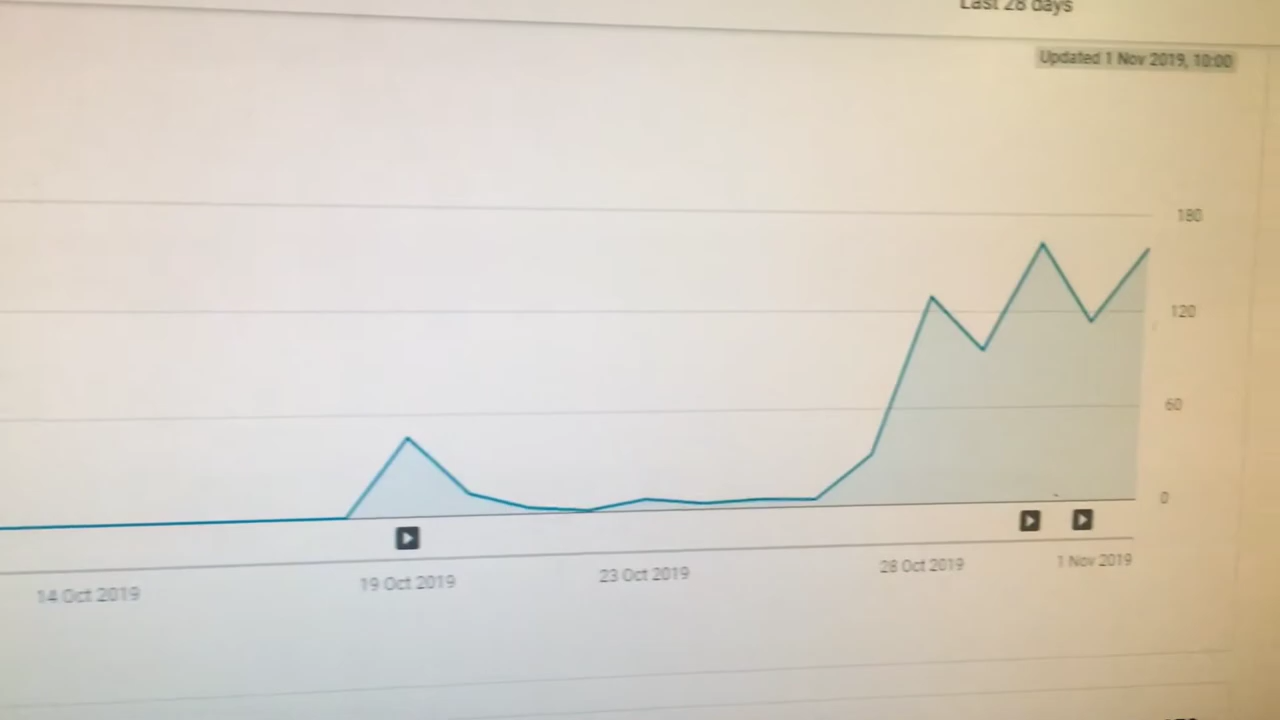 Last 28 days
Updated 1 Nov 2019, 10:00
180
120
60
0
14 Oct 2019
19 Oct 2019
23 Oct 2019
28 Oct 2019
1 Nov 2019